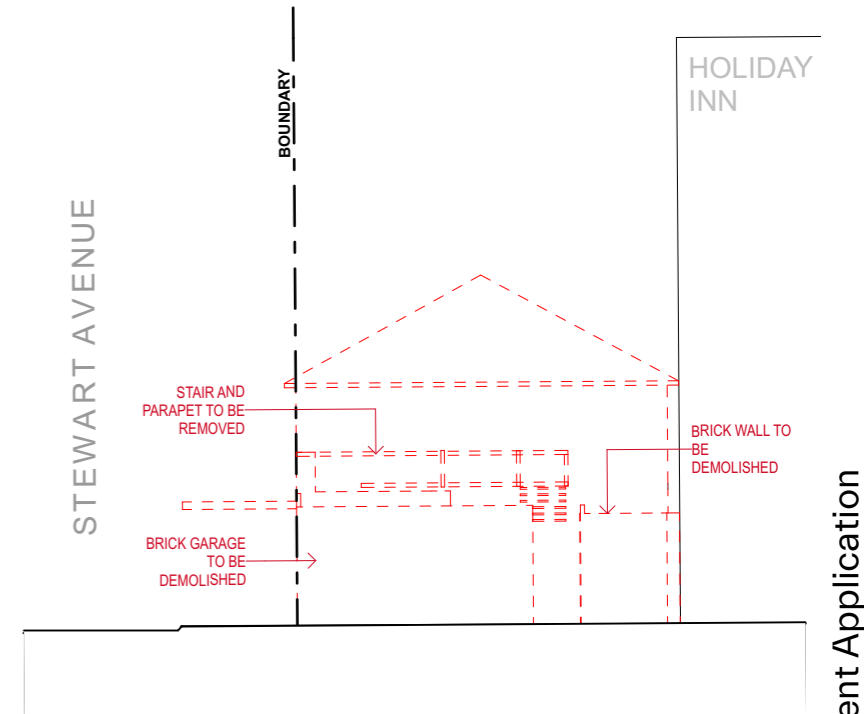 HOLIDAY
INN
BOUNDARY
STEWART AVENUE
STAIR AND
PARAPET TO BE
REMOVED
BRICK WALL TO
BE
DEMOLISHED
BRICK GARAGE
TO BE
DEMOLISHED
ent Application